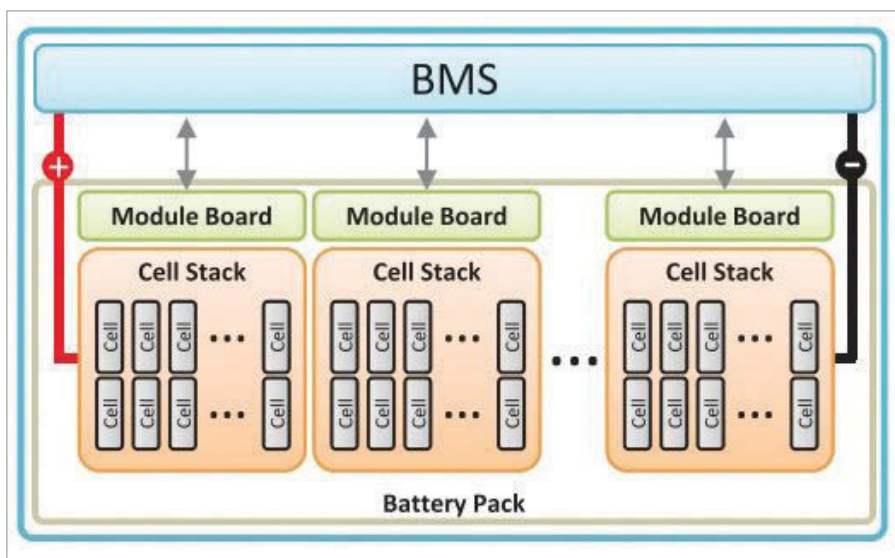 BMS
+ −
Module Board Module Board Module Board
Cell Stack Cell Stack Cell Stack
Cell Cell Cell ... Cell Cell Cell Cell ... Cell ... Cell Cell Cell ... Cell
Cell Cell Cell ... Cell Cell Cell Cell ... Cell Cell Cell Cell ... Cell
Battery Pack